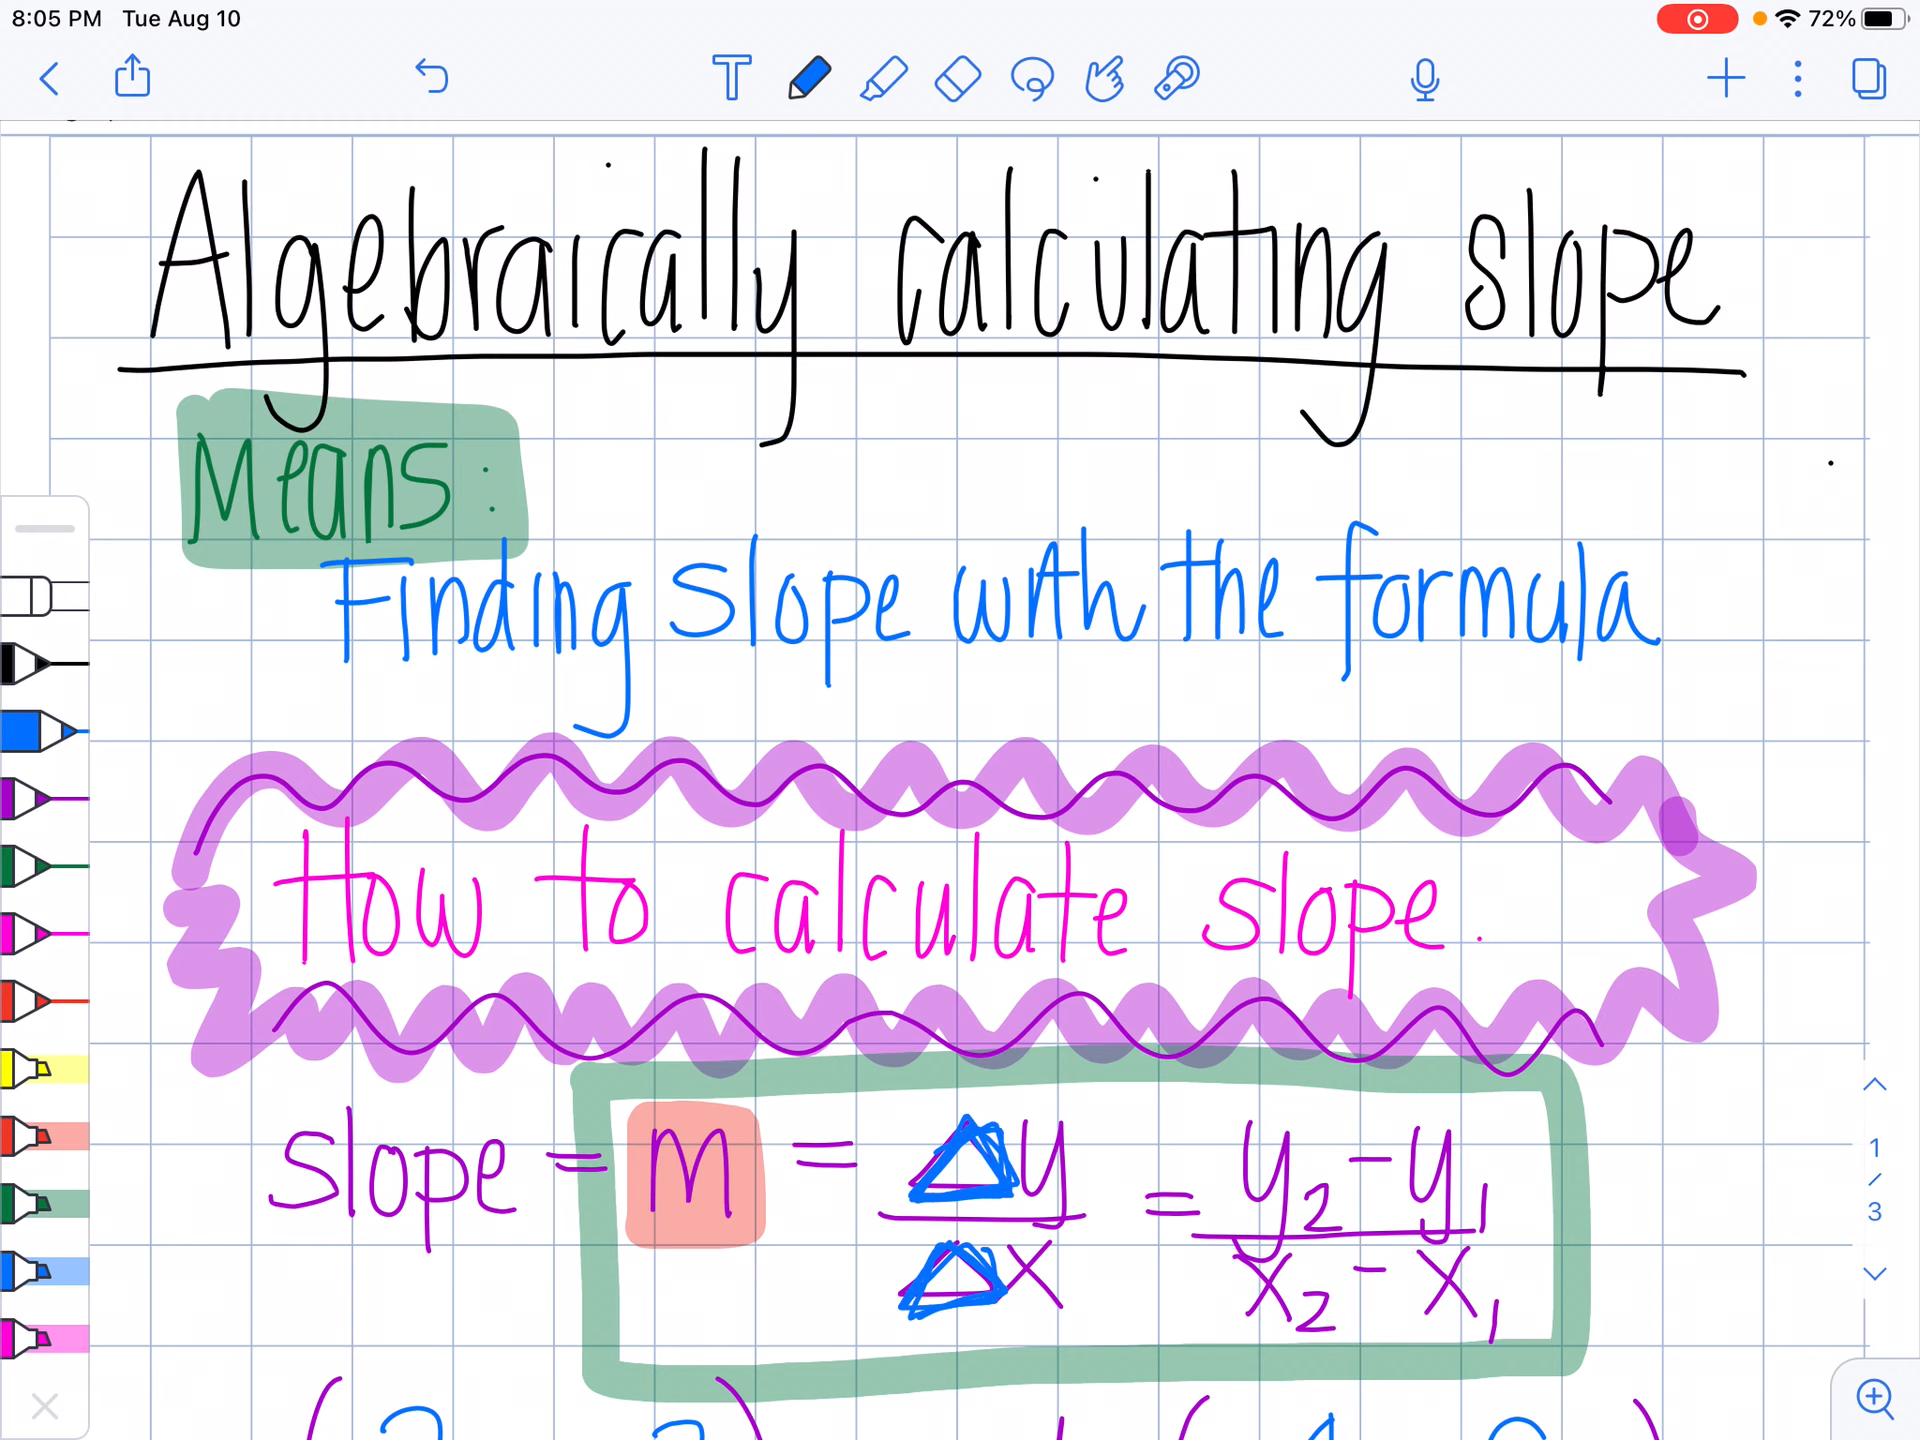 8:05 PM Tue Aug 10 72%
Algebraically calculating slope
Means:
Finding slope with the formula
How to calculate slope.
slope = m = Δy/Δx = y₂ - y₁/x₂ - x₁
1
/
3